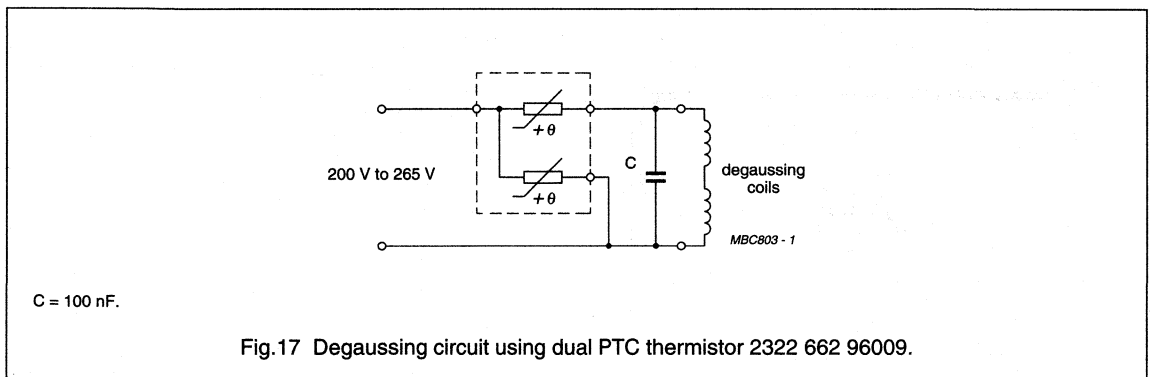 +θ
200 V to 265 V
+θ
C
degaussing
coils
MBC803 - 1
C = 100 nF.
Fig.17 Degaussing circuit using dual PTC thermistor 2322 662 96009.